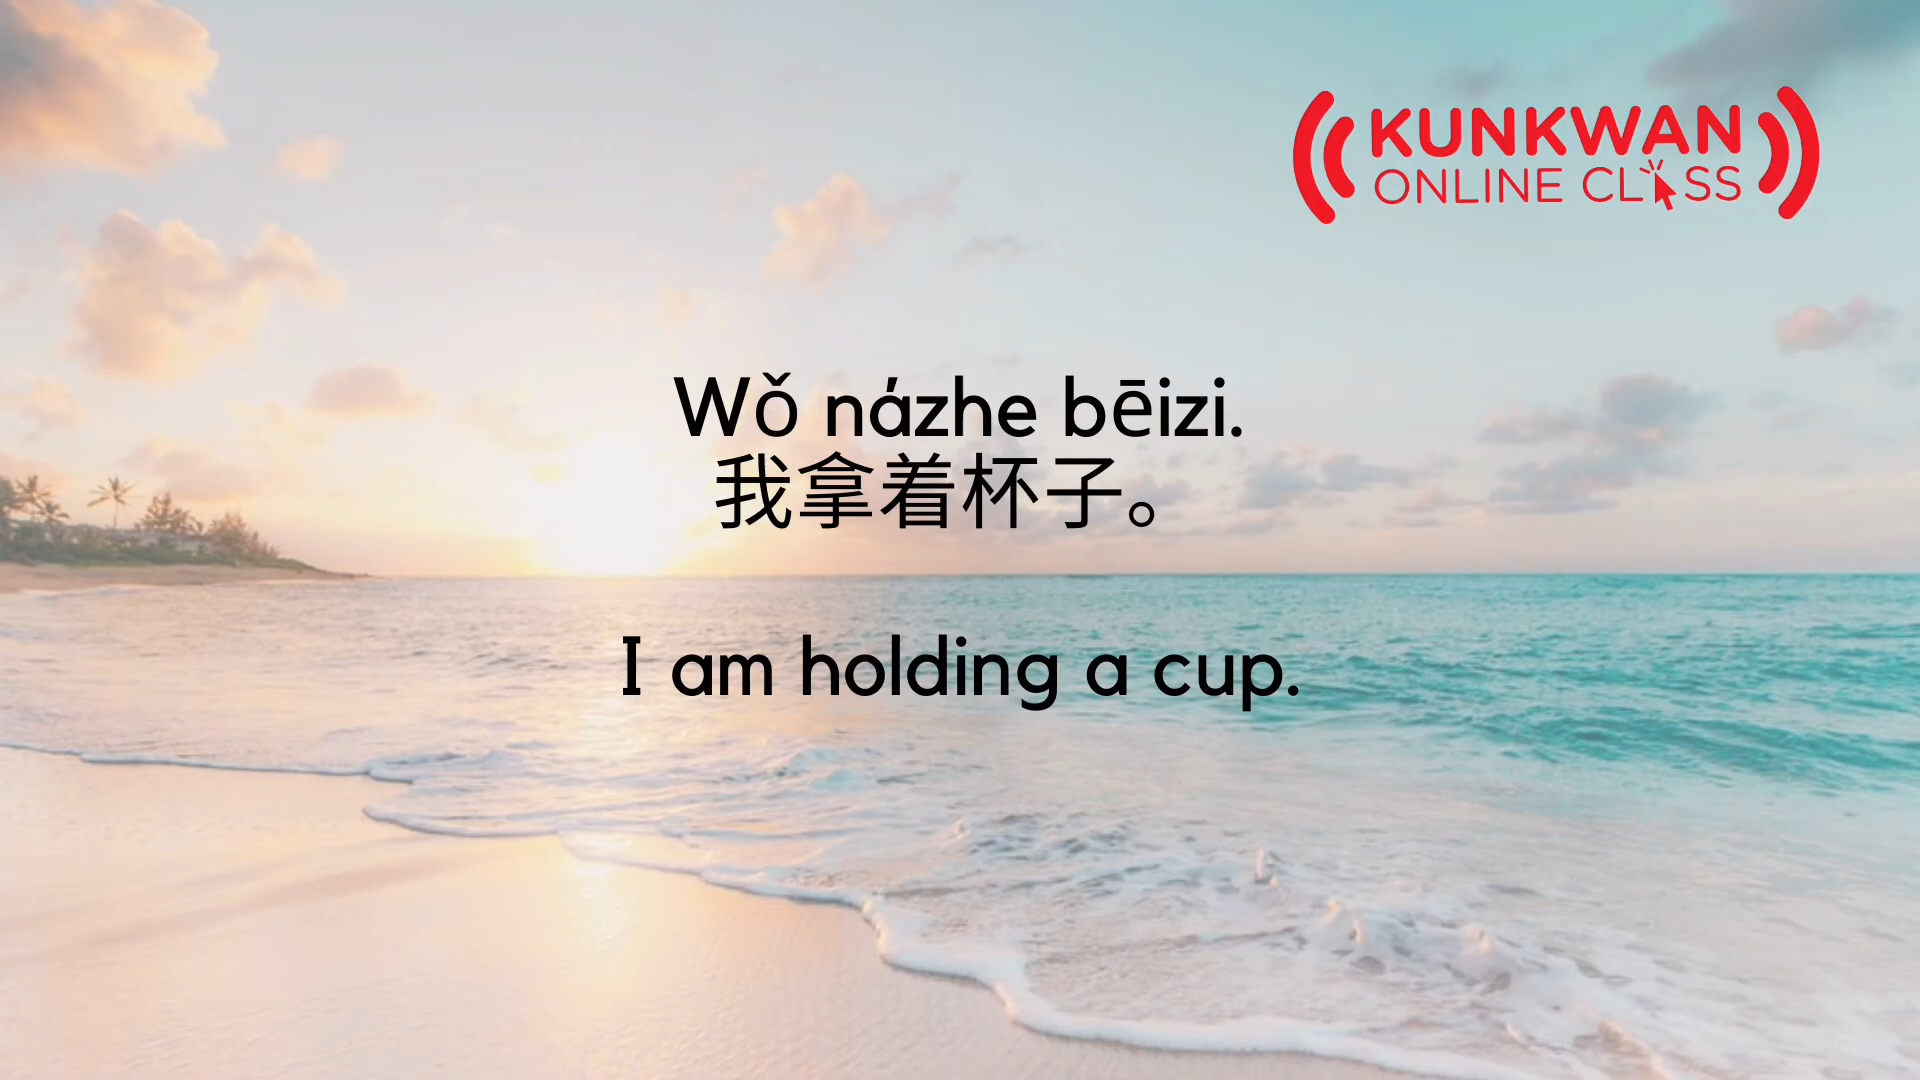 KUNKWAN
ONLINE CLASS
Wǒ názhe bēizi.
我拿着杯子。
I am holding a cup.